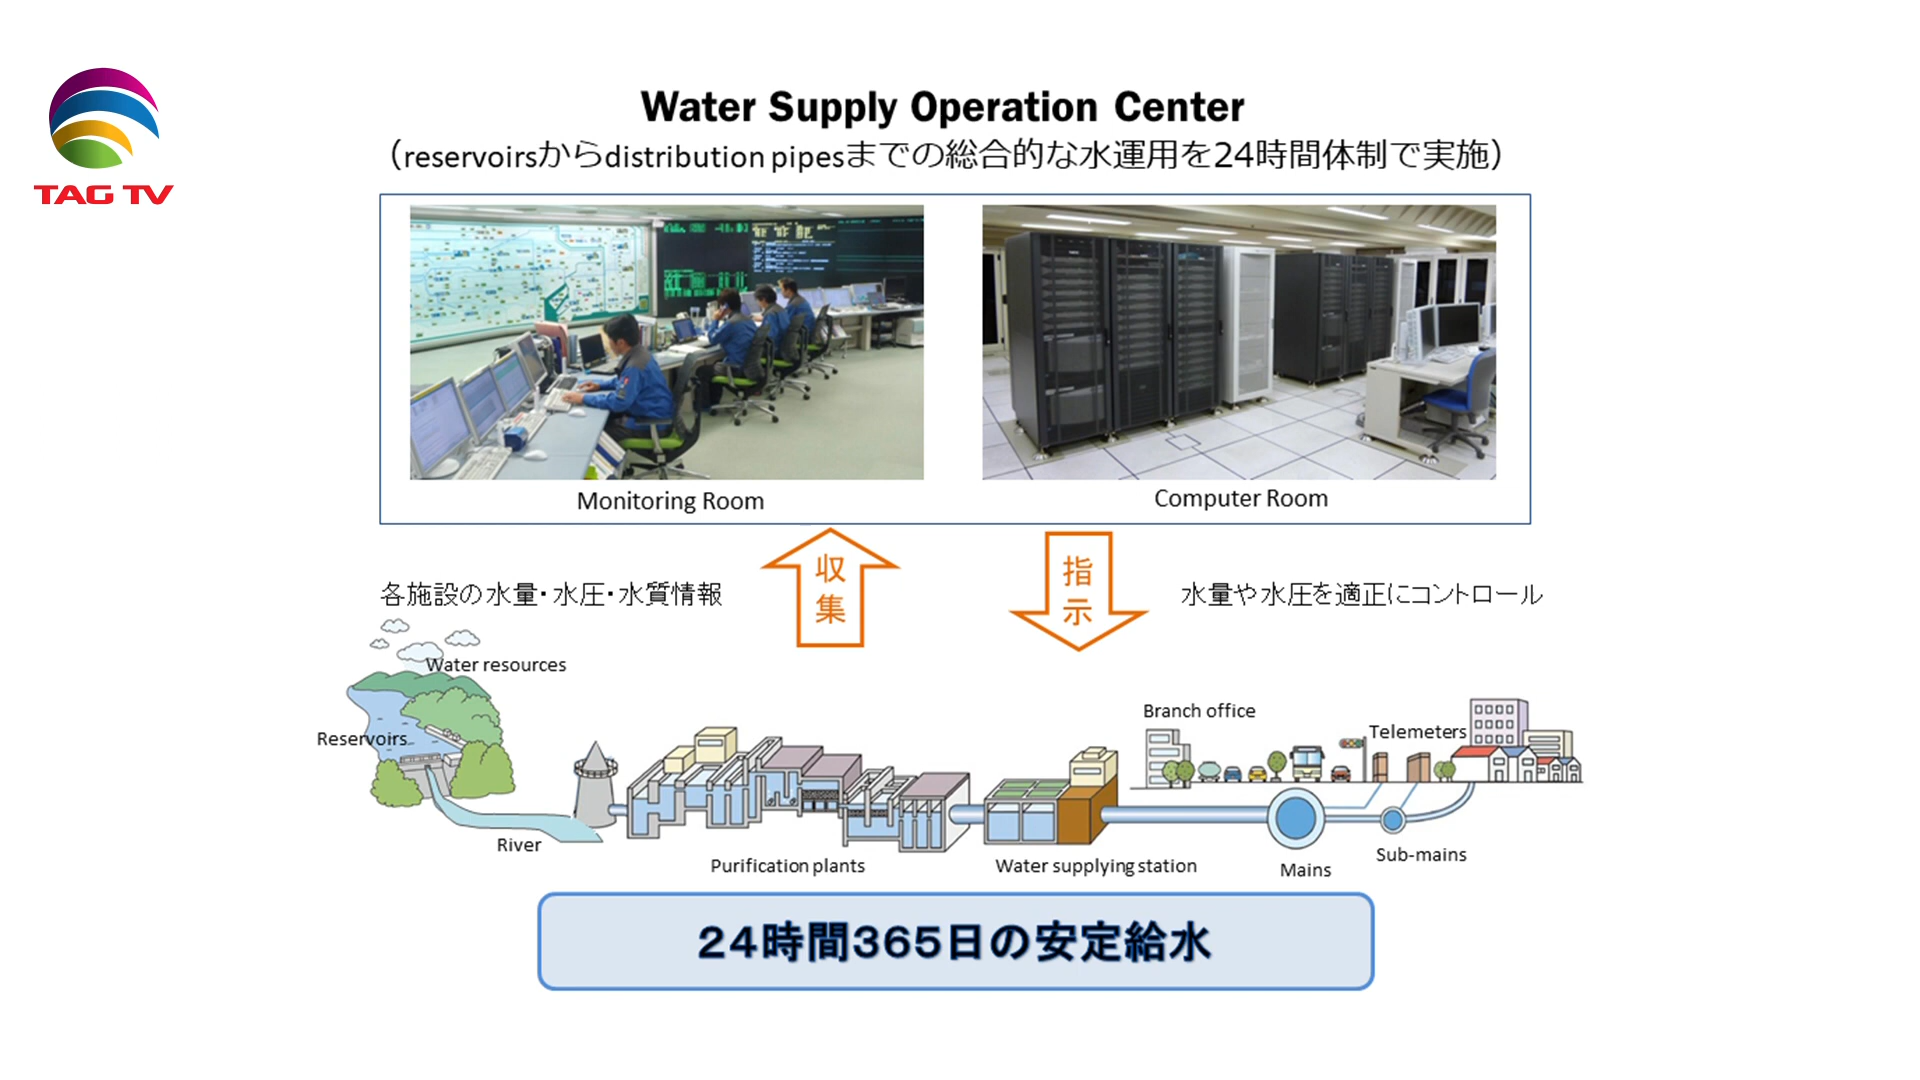 TAG TV
Water Supply Operation Center
（reservoirsからdistribution pipesまでの総合的な水運用を24時間体制で実施）
Monitoring Room
Computer Room
各施設の水量・水圧・水質情報
収
集
指
示
水量や水圧を適正にコントロール
Water resources
Reservoirs
River
Purification plants
Water supplying station
Branch office
Telemeters
Mains
Sub-mains
２４時間３６５日の安定給水